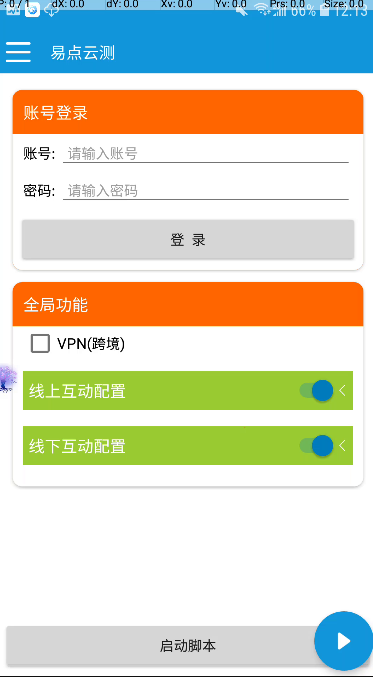 P: 0 / 1 dX: 0.0 dY: 0.0 Xv: 0.0 Yv: 0.0 Prs: 0.0 Size: 0.0
66% 12:13
易点云测
账号登录
账号: 请输入账号
密码: 请输入密码
登 录
全局功能
VPN(跨境)
线上互动配置
线下互动配置
启动脚本